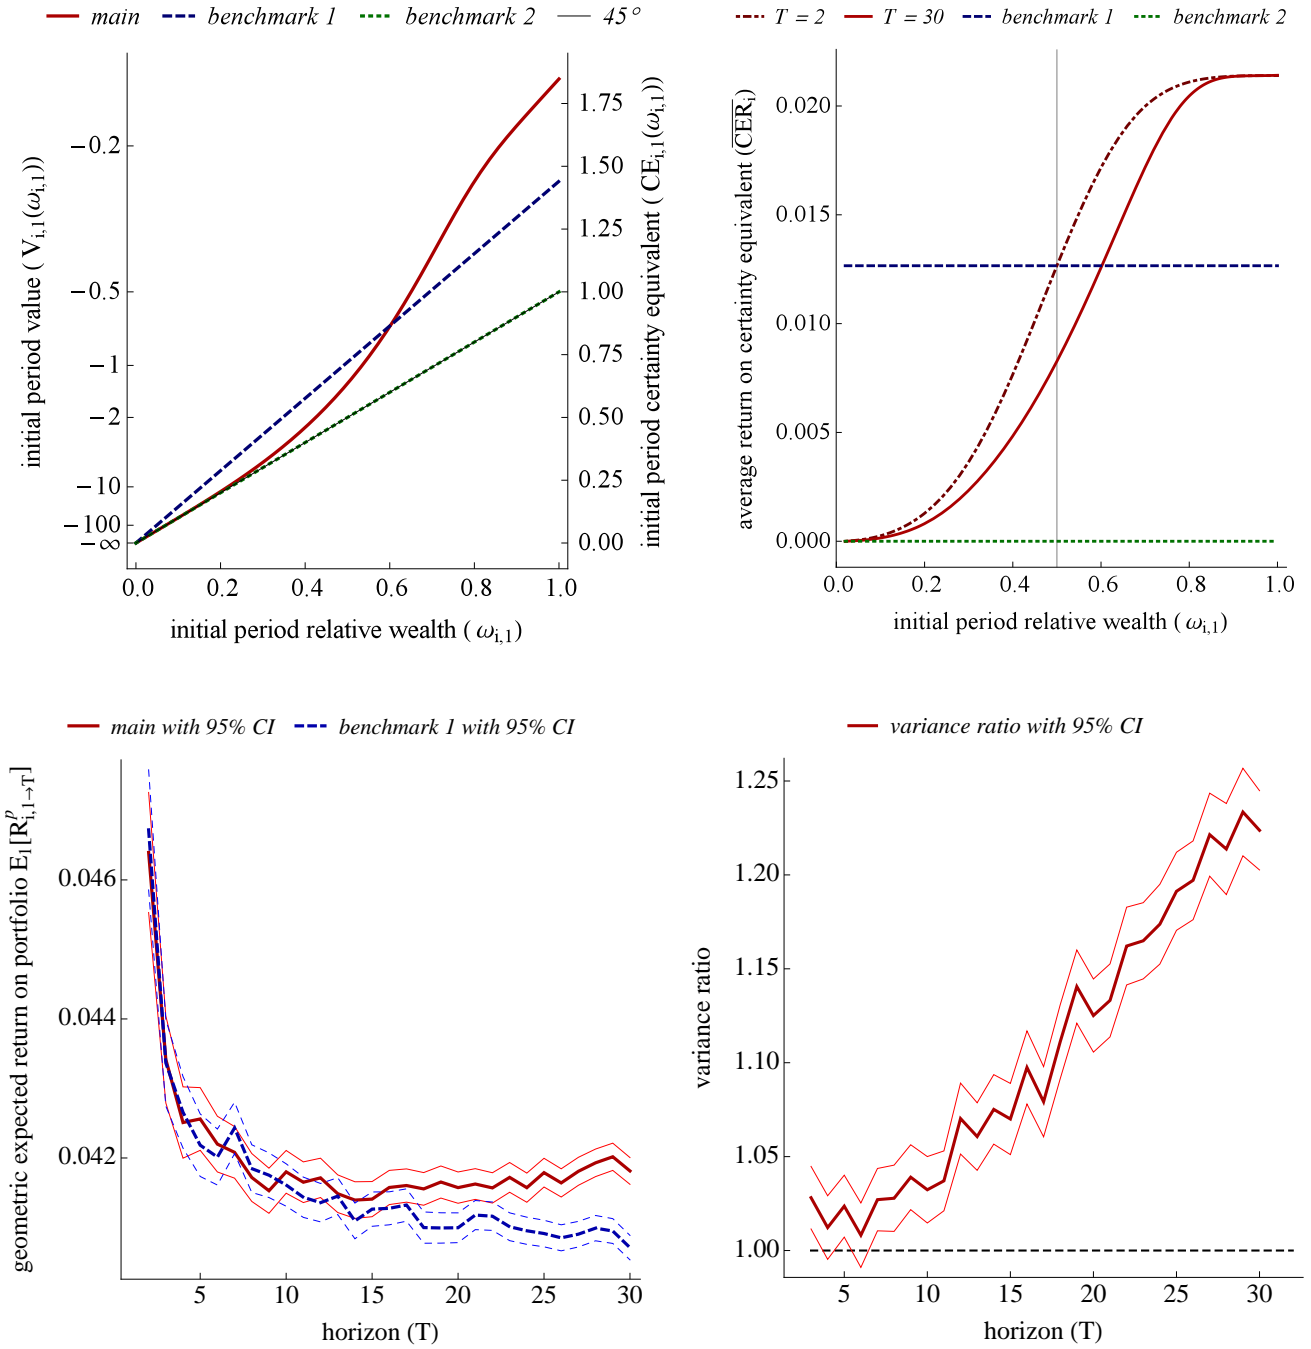 main benchmark 1 benchmark 2 45°
initial period value ( V_{i,1}(ω_{i,1}))
−0.2
−0.5
−1
−2
−10
−100
−∞
1.75
1.50
1.25
1.00
0.75
0.50
0.25
0.00
initial period certainty equivalent ( CE_{i,1}(ω_{i,1}))
0.0 0.2 0.4 0.6 0.8 1.0
initial period relative wealth ( ω_{i,1})
T = 2 T = 30 benchmark 1 benchmark 2
average return on certainty equivalent (\overline{CER}_i)
0.020
0.015
0.010
0.005
0.000
0.0 0.2 0.4 0.6 0.8 1.0
initial period relative wealth ( ω_{i,1})
main with 95% CI benchmark 1 with 95% CI
geometric expected return on portfolio E_1[R^p_{i,1→T}]
0.046
0.044
0.042
5 10 15 20 25 30
horizon (T)
variance ratio with 95% CI
variance ratio
1.25
1.20
1.15
1.10
1.05
1.00
5 10 15 20 25 30
horizon (T)